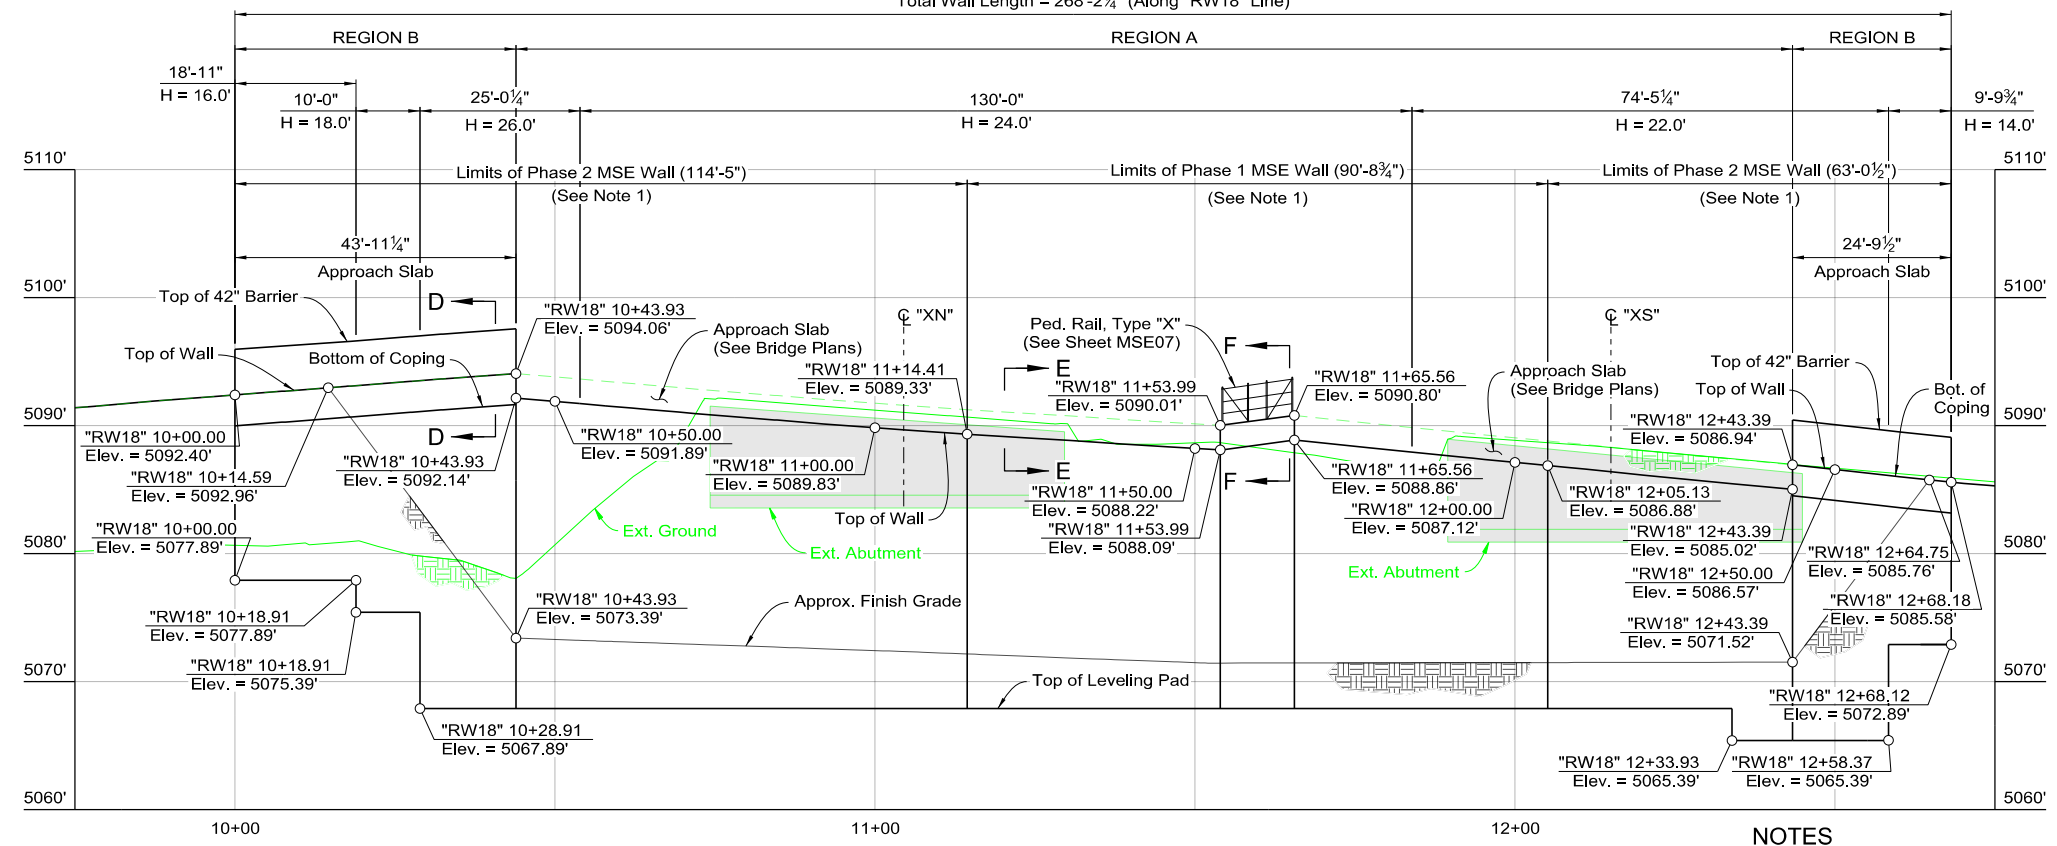 Total Wall Length = 268'-2¼" (Along "RW18" Line)
REGION B
REGION A
REGION B
18'-11"
H = 16.0'
10'-0"
H = 18.0'
25'-0¼"
H = 26.0'
130'-0"
H = 24.0'
74'-5¼"
H = 22.0'
9'-9¾"
H = 14.0'
5110'
5110'
Limits of Phase 2 MSE Wall (114'-5")
(See Note 1)
Limits of Phase 1 MSE Wall (90'-8¾")
(See Note 1)
Limits of Phase 2 MSE Wall (63'-0½")
(See Note 1)
43'-11¼"
Approach Slab
24'-9½"
Approach Slab
5100'
5100'
Top of 42" Barrier
D
"RW18" 10+43.93
Elev. = 5094.06'
Approach Slab
(See Bridge Plans)
℄ "XN"
Ped. Rail, Type "X"
(See Sheet MSE07)
F
℄ "XS"
Top of Wall
Bottom of Coping
"RW18" 11+14.41
Elev. = 5089.33'
E
"RW18" 11+53.99
Elev. = 5090.01'
"RW18" 11+65.56
Elev. = 5090.80'
Approach Slab
(See Bridge Plans)
Top of 42" Barrier
Top of Wall
Bot. of
Coping
5090'
5090'
"RW18" 10+00.00
Elev. = 5092.40'
D
"RW18" 10+50.00
Elev. = 5091.89'
"RW18" 12+43.39
Elev. = 5086.94'
"RW18" 10+14.59
Elev. = 5092.96'
"RW18" 10+43.93
Elev. = 5092.14'
"RW18" 11+00.00
Elev. = 5089.83'
E
F
"RW18" 11+65.56
Elev. = 5088.86'
"RW18" 11+50.00
Elev. = 5088.22'
"RW18" 12+00.00
Elev. = 5087.12'
"RW18" 12+05.13
Elev. = 5086.88'
"RW18" 10+00.00
Elev. = 5077.89'
Ext. Ground
Top of Wall
"RW18" 11+53.99
Elev. = 5088.09'
"RW18" 12+43.39
Elev. = 5085.02'
5080'
5080'
Ext. Abutment
Ext. Abutment
"RW18" 12+64.75
Elev. = 5085.76'
"RW18" 12+50.00
Elev. = 5086.57'
"RW18" 10+43.93
Elev. = 5073.39'
Approx. Finish Grade
"RW18" 12+68.18
Elev. = 5085.58'
"RW18" 10+18.91
Elev. = 5077.89'
"RW18" 12+43.39
Elev. = 5071.52'
"RW18" 10+18.91
Elev. = 5075.39'
5070'
5070'
Top of Leveling Pad
"RW18" 12+68.12
Elev. = 5072.89'
"RW18" 10+28.91
Elev. = 5067.89'
"RW18" 12+33.93
Elev. = 5065.39'
"RW18" 12+58.37
Elev. = 5065.39'
5060'
5060'
10+00
11+00
12+00
NOTES